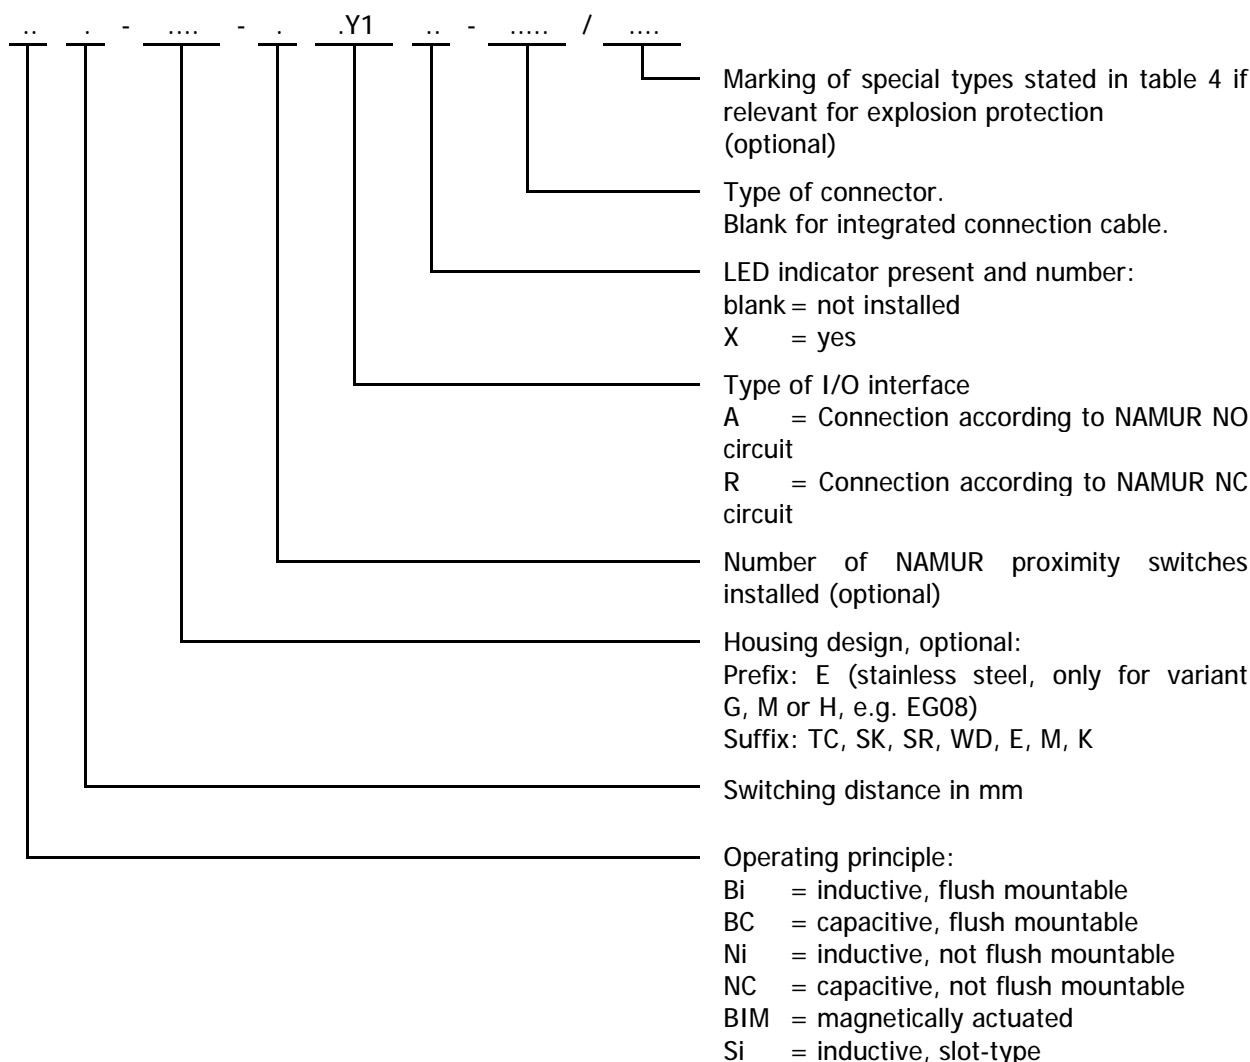 .. . - .... - . .Y1 .. - ..... / ....
Marking of special types stated in table 4 if
relevant for explosion protection
(optional)
Type of connector.
Blank for integrated connection cable.
LED indicator present and number:
blank = not installed
X = yes
Type of I/O interface
A = Connection according to NAMUR NO
circuit
R = Connection according to NAMUR NC
circuit
Number of NAMUR proximity switches
installed (optional)
Housing design, optional:
Prefix: E (stainless steel, only for variant
G, M or H, e.g. EG08)
Suffix: TC, SK, SR, WD, E, M, K
Switching distance in mm
Operating principle:
Bi = inductive, flush mountable
BC = capacitive, flush mountable
Ni = inductive, not flush mountable
NC = capacitive, not flush mountable
BIM = magnetically actuated
Si = inductive, slot-type